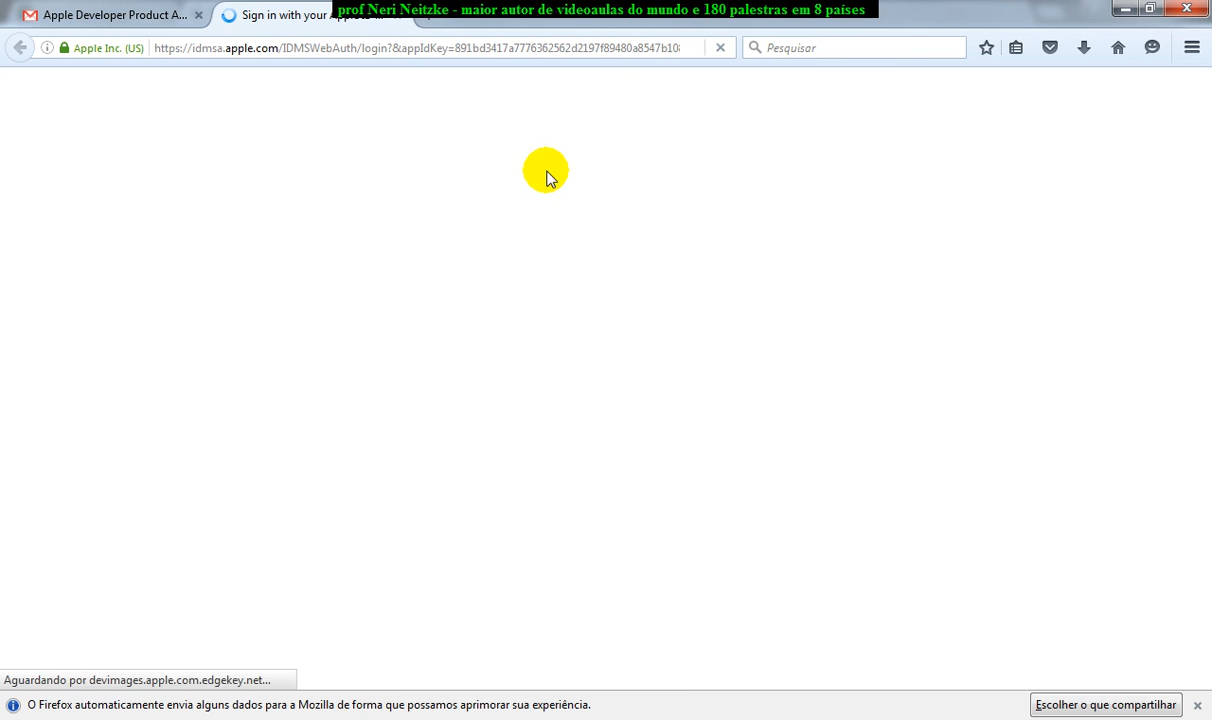 prof Neri Neitzke - maior autor de videoaulas do mundo e 180 palestras em 8 países
Apple Developer Product A...
Sign in with your Apple
Apple Inc. (US)
https://idmsa.apple.com/IDMSWebAuth/login?&appIdKey=891bd3417a7776362562d2197f89480a8547b108
Pesquisar
Aguardando por devimages.apple.com.edgekey.net...
O Firefox automaticamente envia alguns dados para a Mozilla de forma que possamos aprimorar sua experiência.
Escolher o que compartilhar